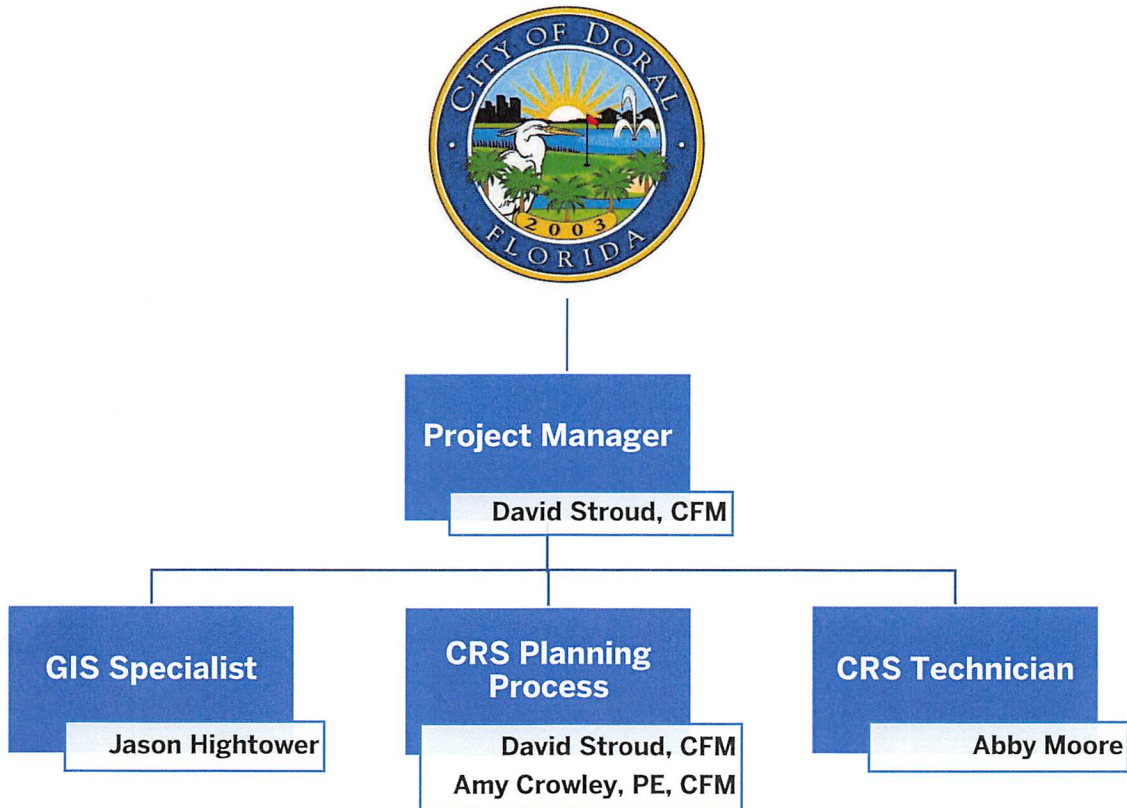 CITY OF DORAL
2003
FLORIDA
Project Manager
David Stroud, CFM
GIS Specialist
Jason Hightower
CRS Planning
Process
David Stroud, CFM
Amy Crowley, PE, CFM
CRS Technician
Abby Moore